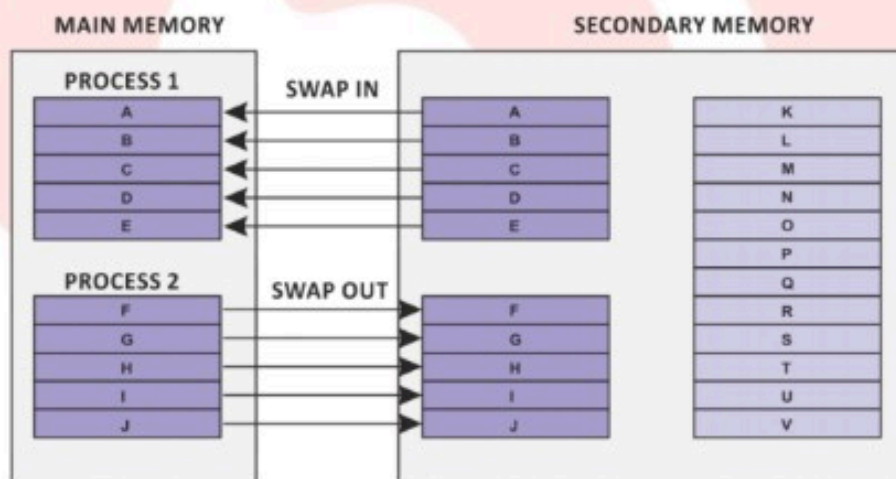 MAIN MEMORY
SECONDARY MEMORY
PROCESS 1
SWAP IN
A
B
C
D
E
PROCESS 2
SWAP OUT
F
G
H
I
J
A
B
C
D
E
F
G
H
I
J
K
L
M
N
O
P
Q
R
S
T
U
V